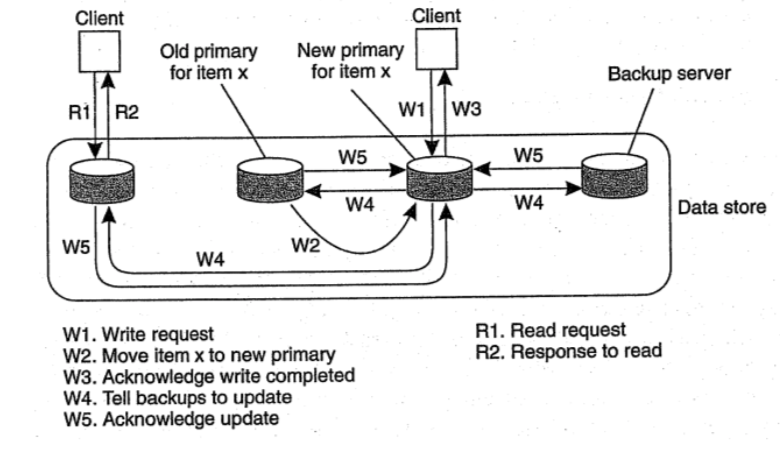 Client
Client
Old primary
for item x
New primary
for item x
Backup server
R1
R2
W1
W3
W5
W5
W4
W4
Data store
W5
W2
W4
W1. Write request
W2. Move item x to new primary
W3. Acknowledge write completed
W4. Tell backups to update
W5. Acknowledge update
R1. Read request
R2. Response to read